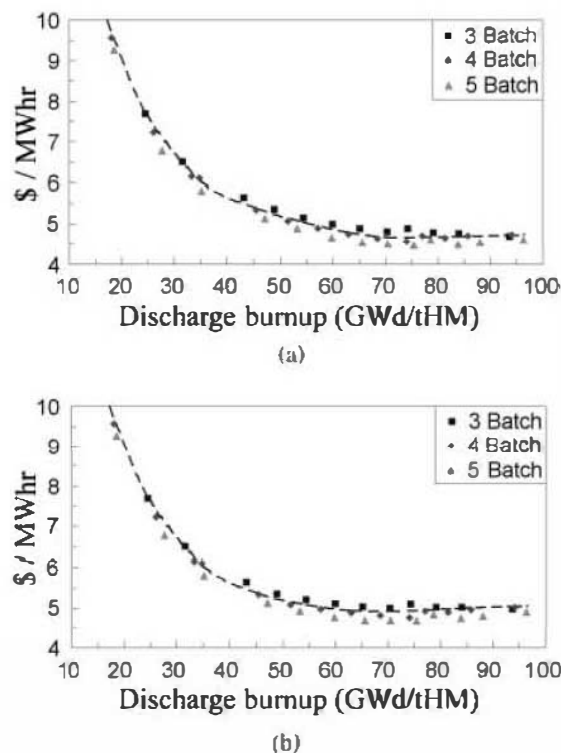 10
9
8
7
6
5
4
$ / MWhr
3 Batch
4 Batch
5 Batch
10 20 30 40 50 60 70 80 90 100
Discharge burnup (GWd/tHM)
(a)
10
9
8
7
6
5
4
$ / MWhr
3 Batch
4 Batch
5 Batch
10 20 30 40 50 60 70 80 90 100
Discharge burnup (GWd/tHM)
(b)